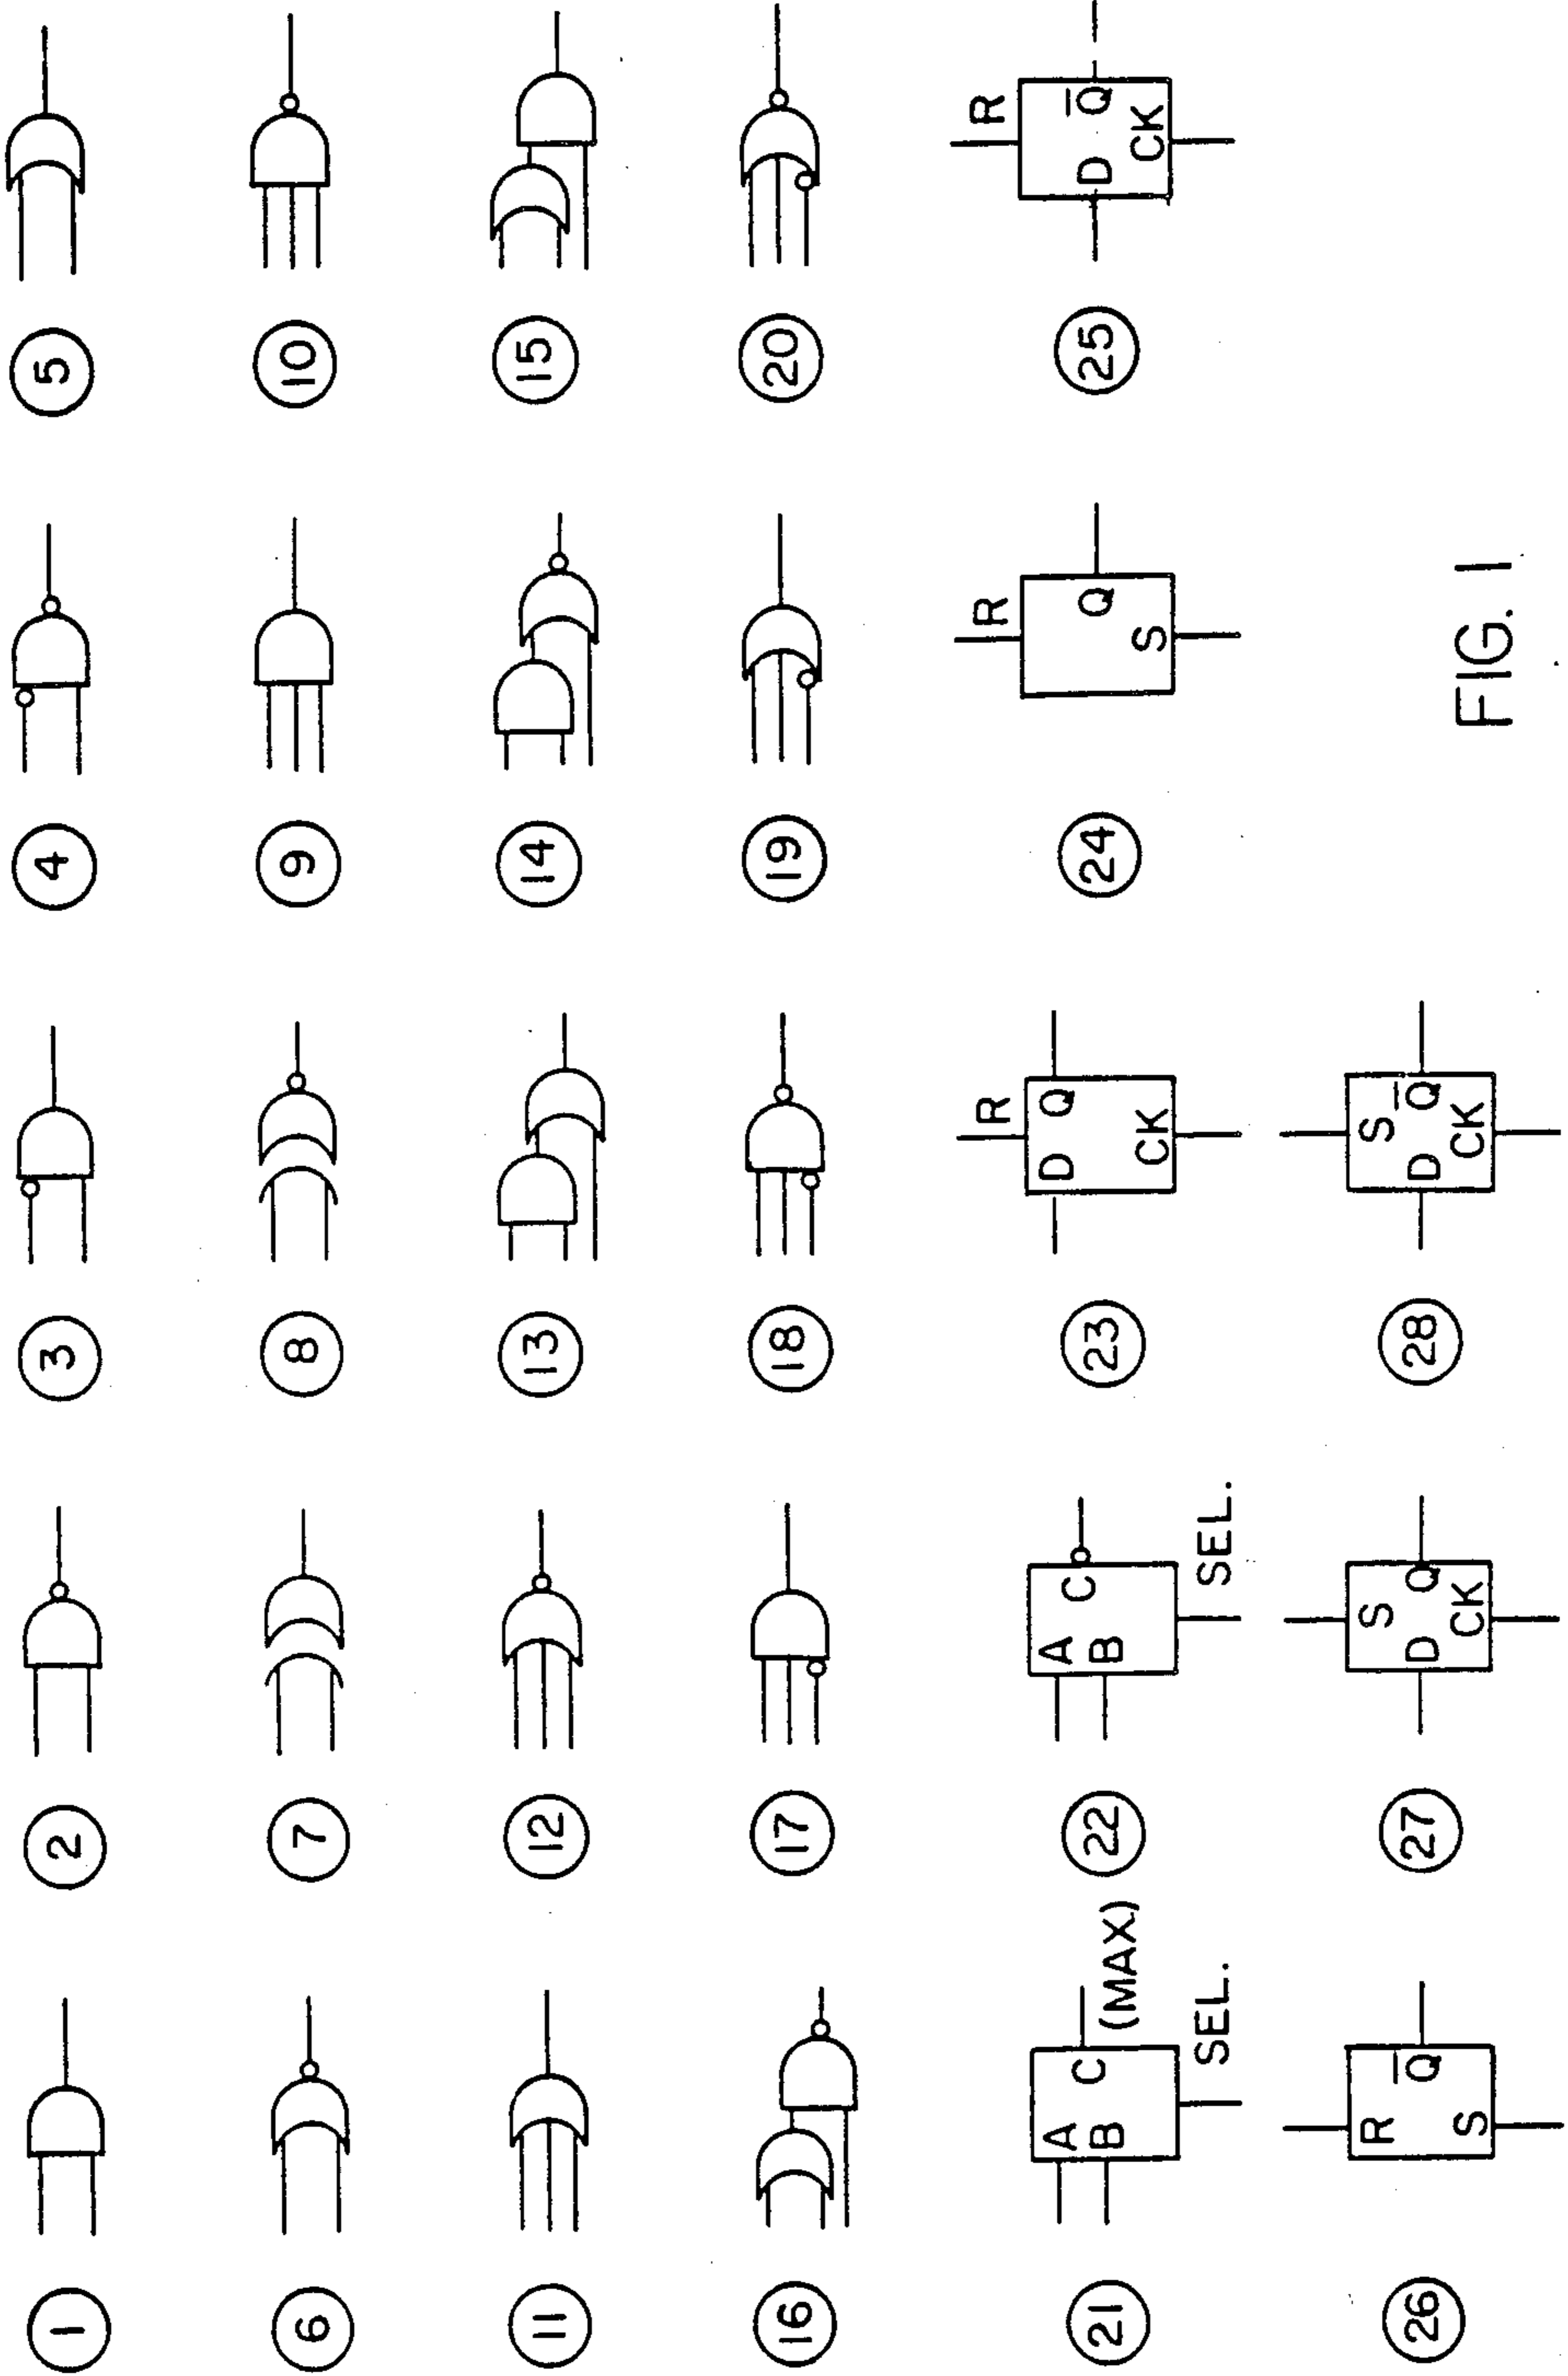 1 2 3 4 5
6 7 8 9 10
11 12 13 14 15
16 17 18 19 20
R R R
A C A C D Q
21 B (MAX) 22 B 23 24 Q 25 D Q̅
CK S CK
SEL. SEL.
R S S
26 Q̅ 27 D Q 28 D Q̅
S CK CK
FIG. 1